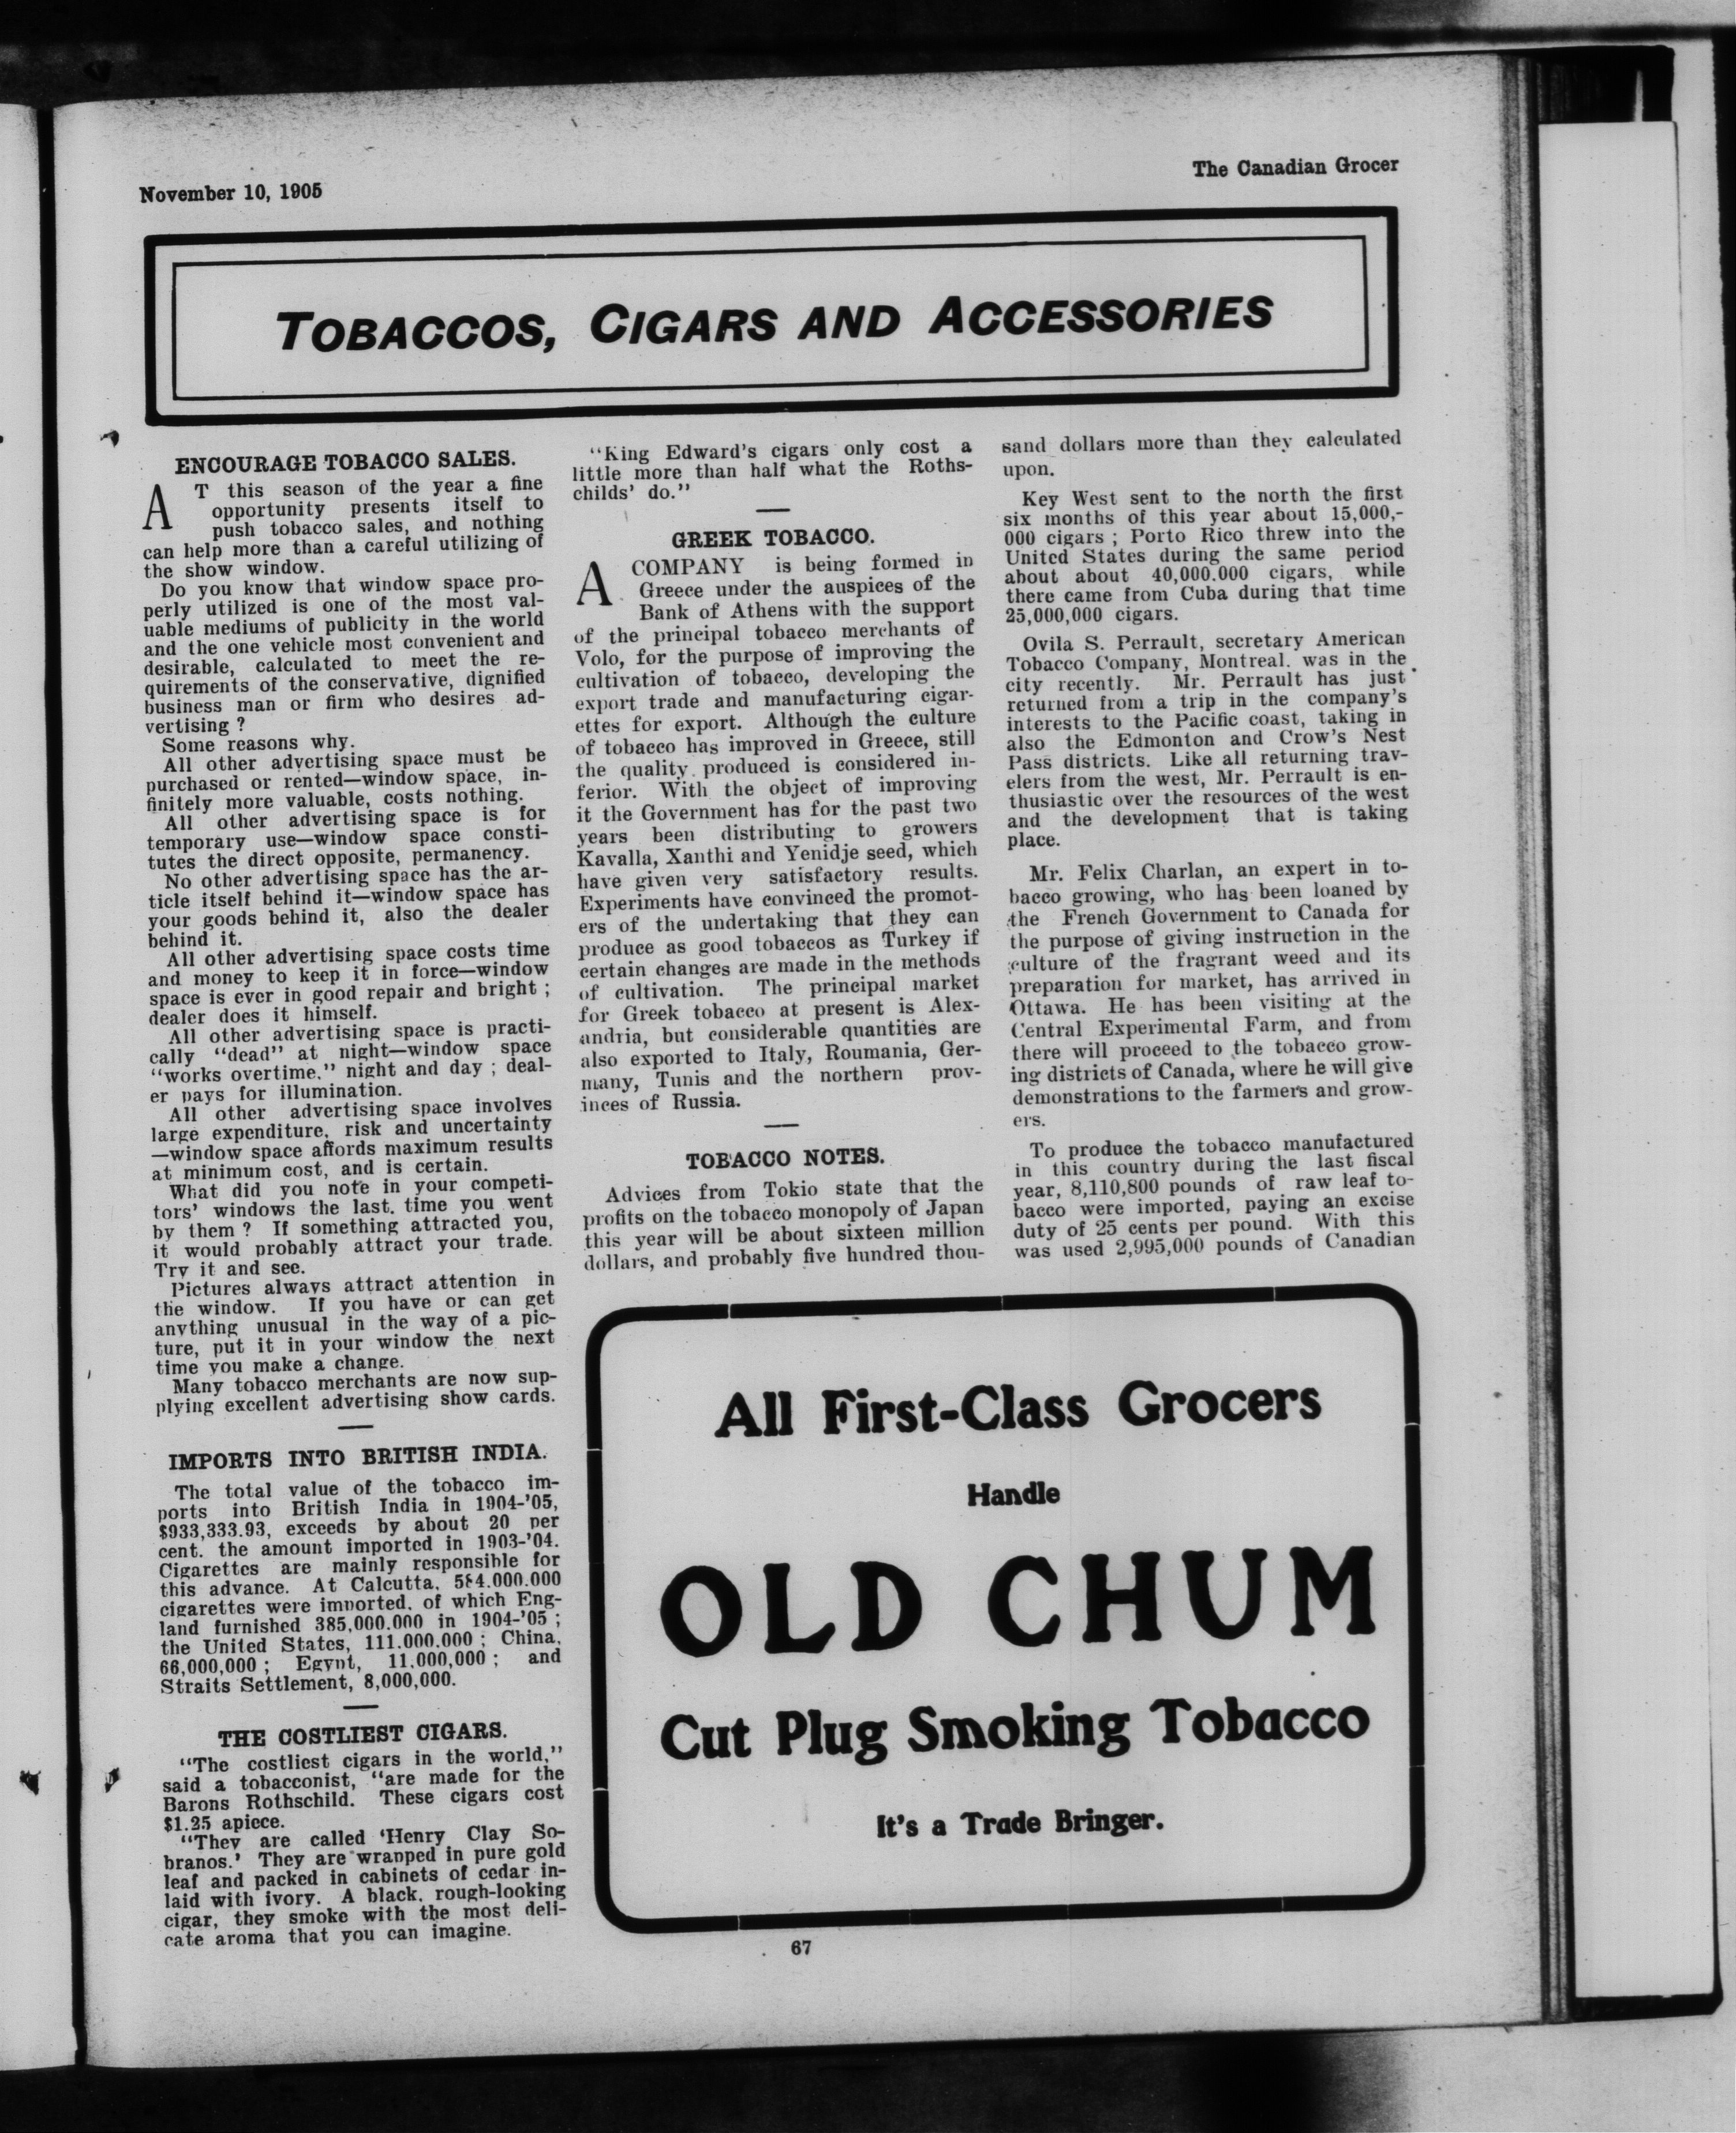 November 10, 1905
The Canadian Grocer
TOBACCOS, CIGARS AND ACCESSORIES
ENCOURAGE TOBACCO SALES.
AT this season of the year a fine
opportunity presents itself to
push tobacco sales, and nothing
can help more than a careful utilizing of
the show window.
Do you know that window space pro-
perly utilized is one of the most val-
uable mediums of publicity in the world
and the one vehicle most convenient and
desirable, calculated to meet the re-
quirements of the conservative, dignified
business man or firm who desires ad-
vertising ?
Some reasons why.
All other advertising space must be
purchased or rented—window space, in-
finitely more valuable, costs nothing.
All other advertising space is for
temporary use—window space consti-
tutes the direct opposite, permanency.
No other advertising space has the ar-
ticle itself behind it—window space has
your goods behind it, also the dealer
behind it.
All other advertising space costs time
and money to keep it in force—window
space is ever in good repair and bright ;
dealer does it himself.
All other advertising space is practi-
cally "dead" at night—window space
"works overtime," night and day ; deal-
er pays for illumination.
All other advertising space involves
large expenditure, risk and uncertainty
—window space affords maximum results
at minimum cost, and is certain.
What did you note in your competi-
tors' windows the last. time you went
by them ? If something attracted you,
it would probably attract your trade.
Try it and see.
Pictures always attract attention in
the window. If you have or can get
anything unusual in the way of a pic-
ture, put it in your window the next
time you make a change.
Many tobacco merchants are now sup-
plying excellent advertising show cards.
IMPORTS INTO BRITISH INDIA.
The total value of the tobacco im-
ports into British India in 1904-'05,
$933,333.93, exceeds by about 20 per
cent. the amount imported in 1903-'04.
Cigarettes are mainly responsible for
this advance. At Calcutta, 584.000.000
cigarettes were imported, of which Eng-
land furnished 385,000.000 in 1904-'05 ;
the United States, 111.000.000 ; China,
66,000,000 ; Egypt, 11,000,000 ; and
Straits Settlement, 8,000,000.
THE COSTLIEST CIGARS.
"The costliest cigars in the world,"
said a tobacconist, "are made for the
Barons Rothschild. These cigars cost
$1.25 apiece.
"They are called 'Henry Clay So-
branos.' They are wrapped in pure gold
leaf and packed in cabinets of cedar in-
laid with ivory. A black, rough-looking
cigar, they smoke with the most deli-
cate aroma that you can imagine.
"King Edward's cigars only cost a
little more than half what the Roths-
childs' do."
GREEK TOBACCO.
A COMPANY is being formed in
Greece under the auspices of the
Bank of Athens with the support
of the principal tobacco merchants of
Volo, for the purpose of improving the
cultivation of tobacco, developing the
export trade and manufacturing cigar-
ettes for export. Although the culture
of tobacco has improved in Greece, still
the quality produced is considered in-
ferior. With the object of improving
it the Government has for the past two
years been distributing to growers
Kavalla, Xanthi and Yenidje seed, which
have given very satisfactory results.
Experiments have convinced the promot-
ers of the undertaking that they can
produce as good tobaccos as Turkey if
certain changes are made in the methods
of cultivation. The principal market
for Greek tobacco at present is Alex-
andria, but considerable quantities are
also exported to Italy, Roumania, Ger-
many, Tunis and the northern prov-
inces of Russia.
TOBACCO NOTES.
Advices from Tokio state that the
profits on the tobacco monopoly of Japan
this year will be about sixteen million
dollars, and probably five hundred thou-
sand dollars more than they calculated
upon.
Key West sent to the north the first
six months of this year about 15,000,-
000 cigars ; Porto Rico threw into the
United States during the same period
about about 40,000.000 cigars, while
there came from Cuba during that time
25,000,000 cigars.
Ovila S. Perrault, secretary American
Tobacco Company, Montreal. was in the
city recently. Mr. Perrault has just
returned from a trip in the company's
interests to the Pacific coast, taking in
also the Edmonton and Crow's Nest
Pass districts. Like all returning trav-
elers from the west, Mr. Perrault is en-
thusiastic over the resources of the west
and the development that is taking
place.
Mr. Felix Charlan, an expert in to-
bacco growing, who has been loaned by
the French Government to Canada for
the purpose of giving instruction in the
culture of the fragrant weed and its
preparation for market, has arrived in
Ottawa. He has been visiting at the
Central Experimental Farm, and from
there will proceed to the tobacco grow-
ing districts of Canada, where he will give
demonstrations to the farmers and grow-
ers.
To produce the tobacco manufactured
in this country during the last fiscal
year, 8,110,800 pounds of raw leaf to-
bacco were imported, paying an excise
duty of 25 cents per pound. With this
was used 2,995,000 pounds of Canadian
All First-Class Grocers
Handle
OLD CHUM
Cut Plug Smoking Tobacco
It's a Trade Bringer.
67